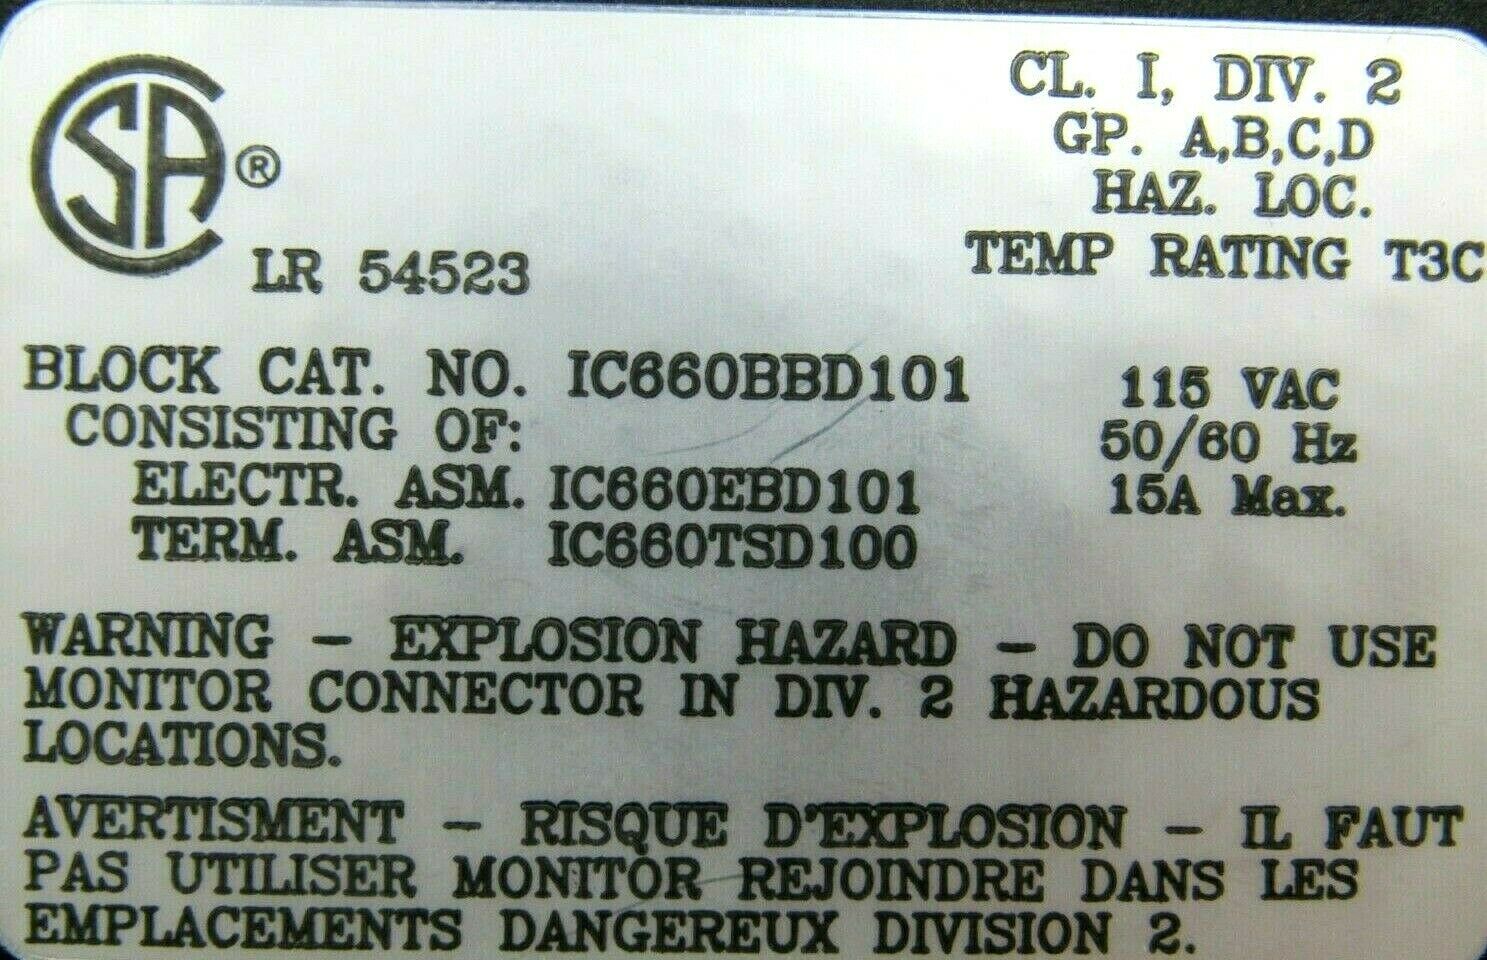 CSA®
LR 54523
CL. I, DIV. 2
GP. A,B,C,D
HAZ. LOC.
TEMP RATING T3C
BLOCK CAT. NO. IC660BBD101
CONSISTING OF:
ELECTR. ASM. IC660EBD101
TERM. ASM. IC660TSD100
115 VAC
50/60 Hz
15A Max.
WARNING - EXPLOSION HAZARD - DO NOT USE
MONITOR CONNECTOR IN DIV. 2 HAZARDOUS
LOCATIONS.
AVERTISMENT - RISQUE D'EXPLOSION - IL FAUT
PAS UTILISER MONITOR REJOINDRE DANS LES
EMPLACEMENTS DANGEREUX DIVISION 2.